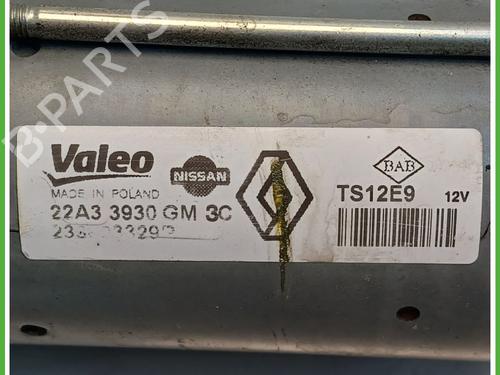 Valeo
NISSAN
MADE IN POLAND
22A3 3930 GM 3C
BAB
TS12E9
12V
B-PARTS